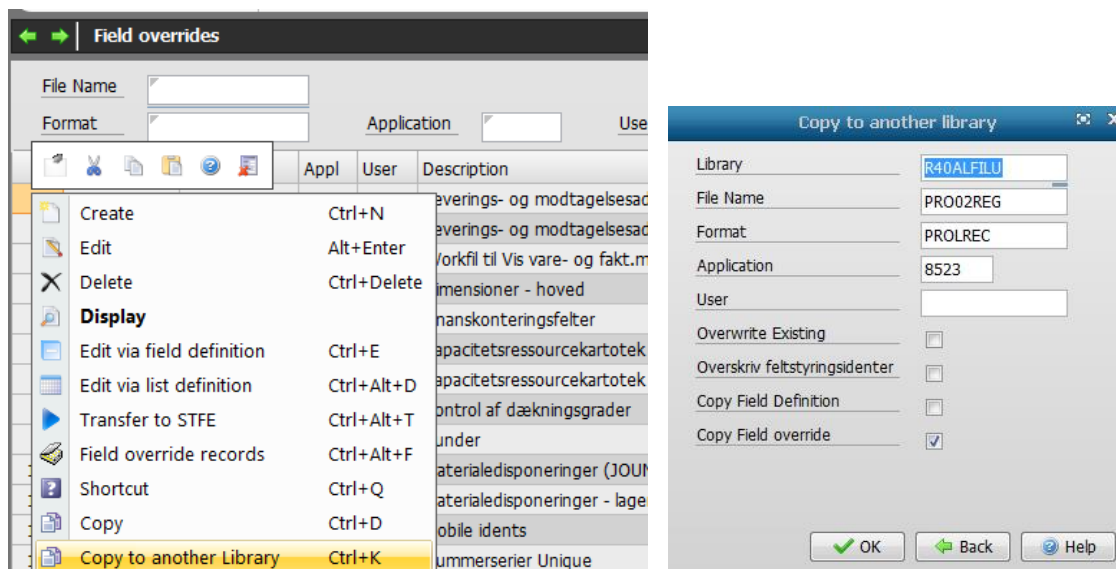 Field overrides
File Name
Format Application Use
Appl User Description
Create Ctrl+N
Edit Alt+Enter
Delete Ctrl+Delete
Display
Edit via field definition Ctrl+E
Edit via list definition Ctrl+Alt+D
Transfer to STFE Ctrl+Alt+T
Field override records Ctrl+Alt+F
Shortcut Ctrl+Q
Copy Ctrl+D
Copy to another Library Ctrl+K
everings- og modtagelsesad
everings- og modtagelsesad
Workfil til Vis vare- og fakt.m
imensioner - hoved
nanskonteringsfelter
apacitetsressourcekartotek
apacitetsressourcekartotek
ontrol af dækningsgrader
under
aterialedisponeringer (JOUN
aterialedisponeringer - lage
obile idents
ummerserier Unique
Copy to another library
Library R40ALFILU
File Name PRO02REG
Format PROLREC
Application 8523
User
Overwrite Existing
Overskriv feltstyringsidenter
Copy Field Definition
Copy Field override
OK Back Help